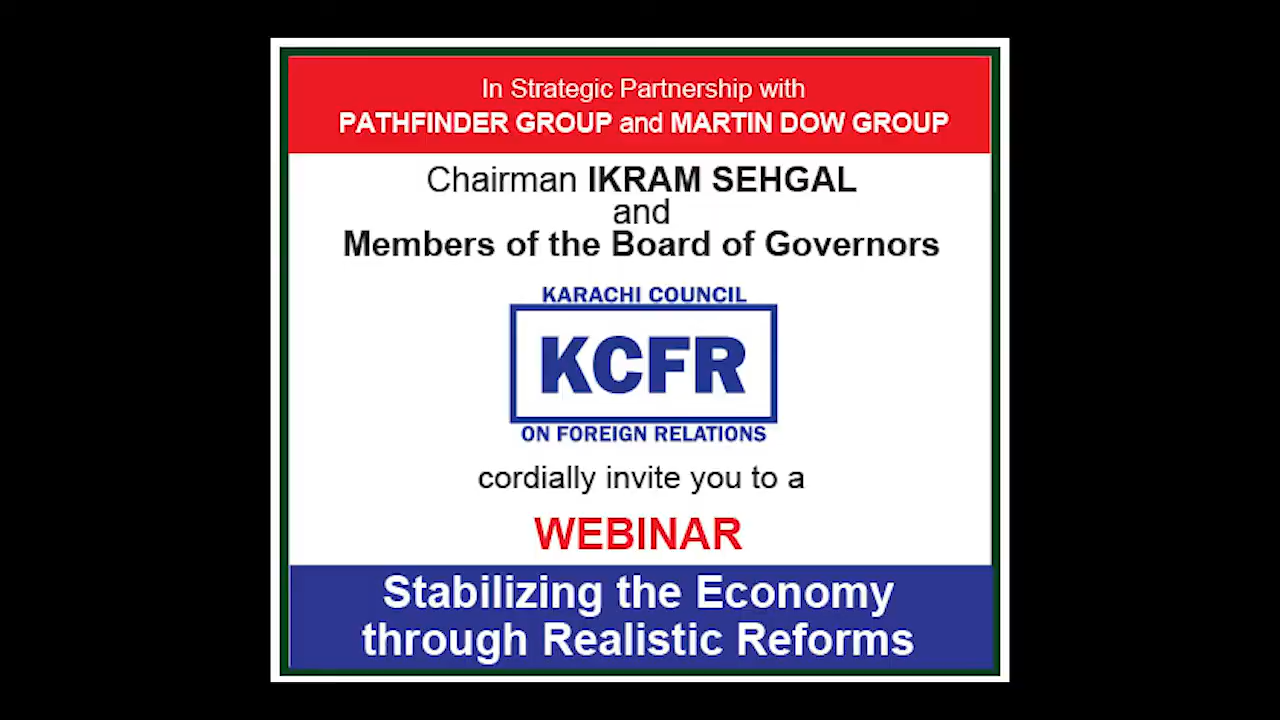 In Strategic Partnership with
PATHFINDER GROUP and MARTIN DOW GROUP
Chairman IKRAM SEHGAL
and
Members of the Board of Governors
KARACHI COUNCIL
KCFR
ON FOREIGN RELATIONS
cordially invite you to a
WEBINAR
Stabilizing the Economy
through Realistic Reforms